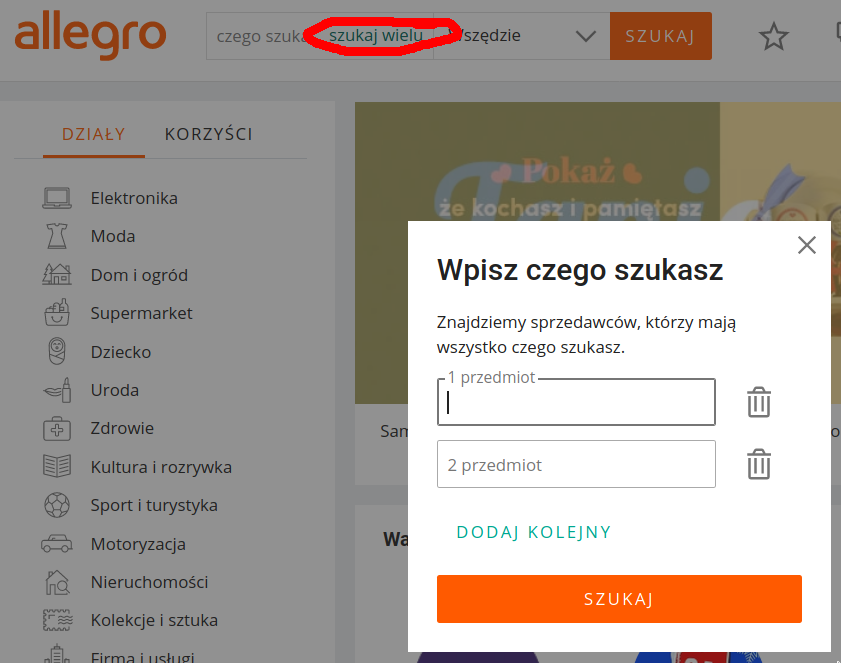 allegro
czego szuka
szukaj wielu
Wszędzie
SZUKAJ
DZIAŁY
KORZYŚCI
Elektronika
Moda
Dom i ogród
Supermarket
Dziecko
Uroda
Zdrowie
Kultura i rozrywka
Sport i turystyka
Motoryzacja
Nieruchomości
Kolekcje i sztuka
Firma i usługi
Pokaż
że kochasz i pamiętasz
Sam
Wa
Wpisz czego szukasz
Znajdziemy sprzedawców, którzy mają
wszystko czego szukasz.
1 przedmiot
2 przedmiot
DODAJ KOLEJNY
SZUKAJ